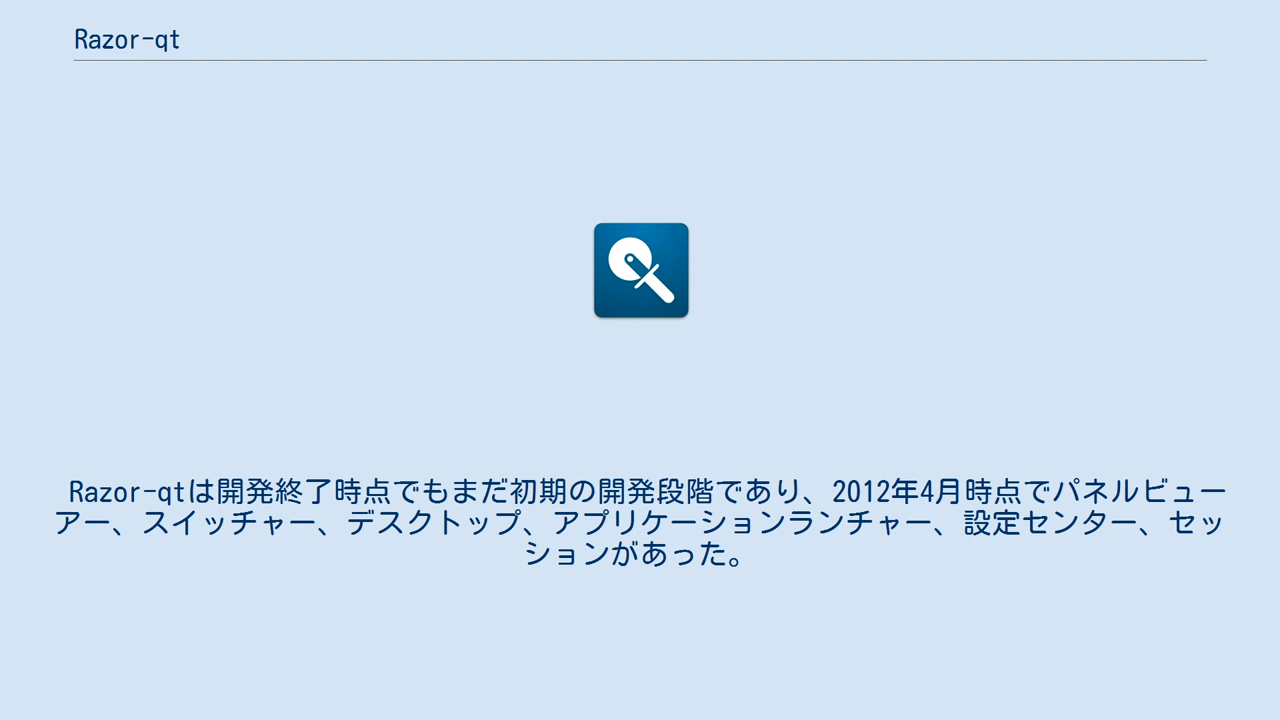 Razor-qt
Razor-qtは開発終了時点でもまだ初期の開発段階であり、2012年4月時点でパネルビュー
アー、スイッチャー、デスクトップ、アプリケーションランチャー、設定センター、セッ
ションがあった。